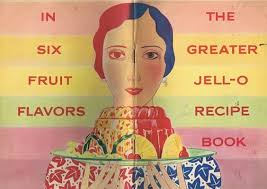 IN
SIX
FRUIT
FLAVORS
THE
GREATER
JELL-O
RECIPE
BOOK